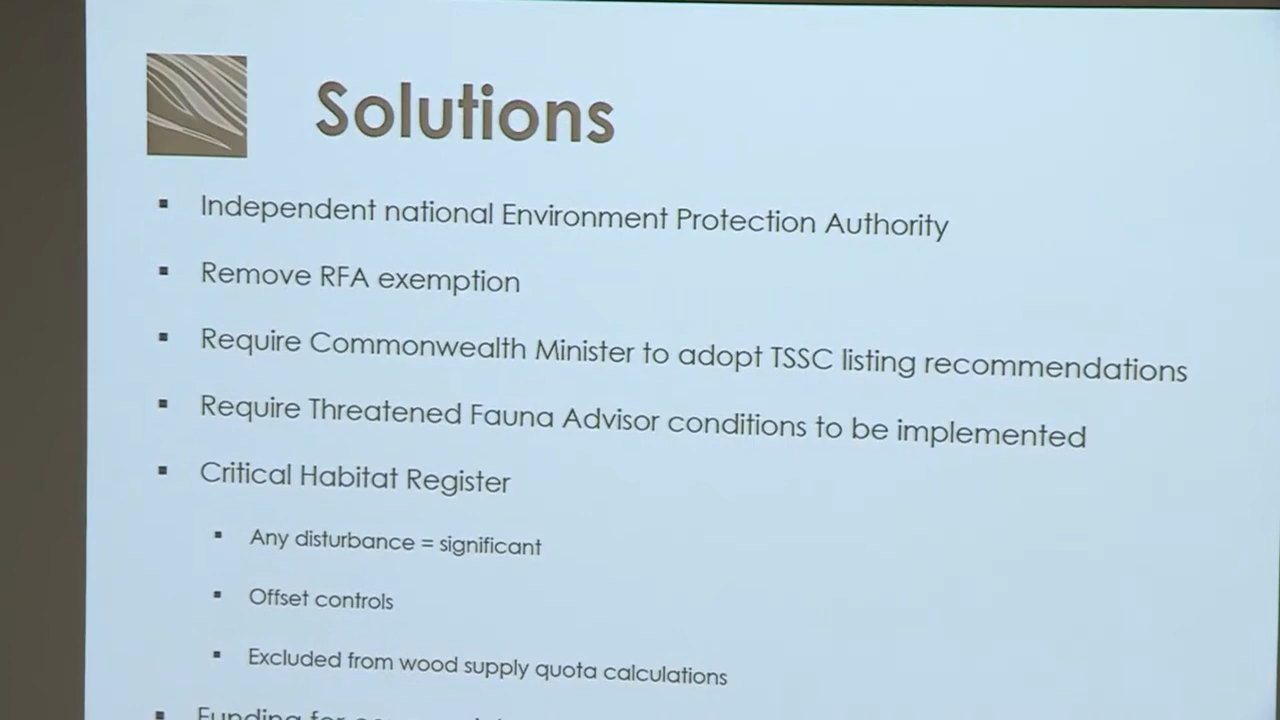 Solutions
Independent national Environment Protection Authority
Remove RFA exemption
Require Commonwealth Minister to adopt TSSC listing recommendations
Require Threatened Fauna Advisor conditions to be implemented
Critical Habitat Register
Any disturbance = significant
Offset controls
Excluded from wood supply quota calculations
Funding for